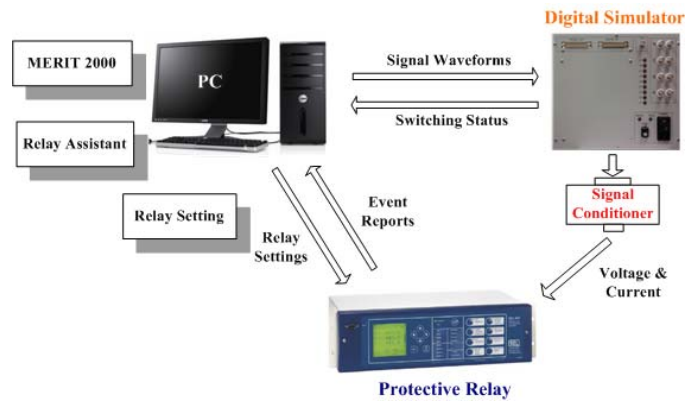 Digital Simulator
MERIT 2000
PC
Signal Waveforms
Switching Status
Relay Assistant
Relay Setting
Event
Reports
Relay
Settings
Signal
Conditioner
Voltage &
Current
Protective Relay